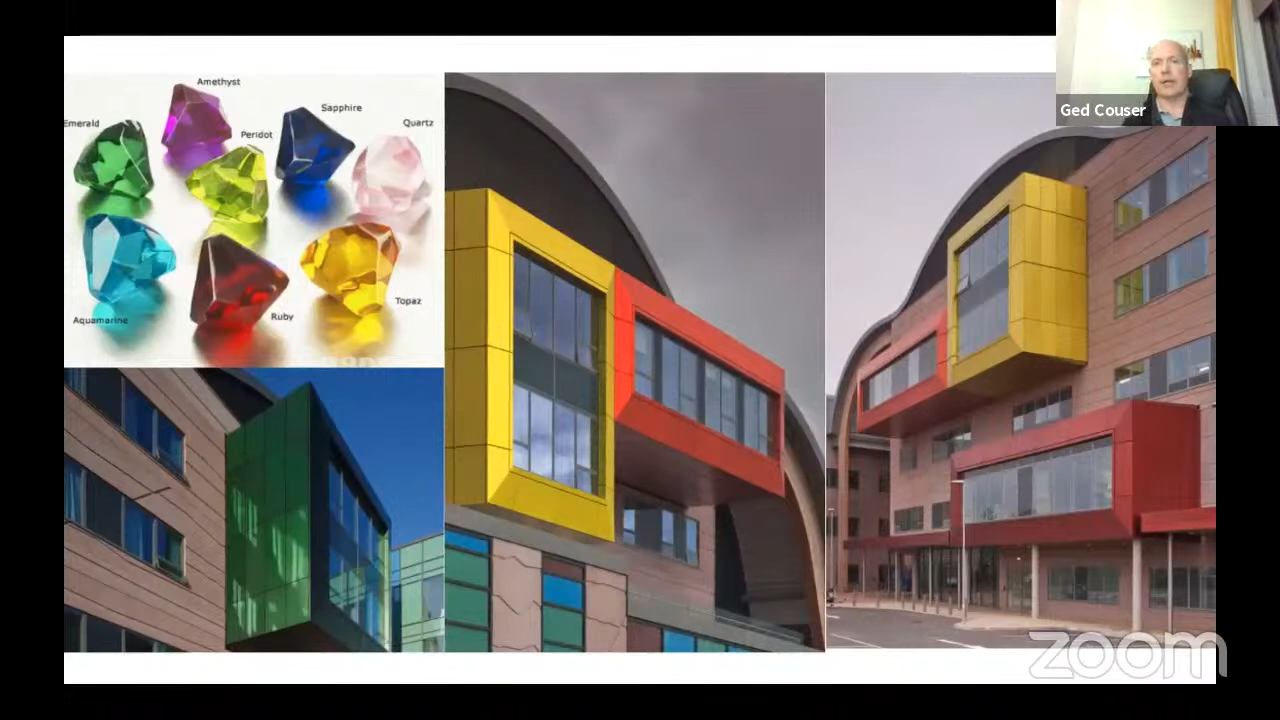 Amethyst
Sapphire
Emerald
Peridot
Quartz
Topaz
Ruby
Aquamarine
Ged Couser
zoom